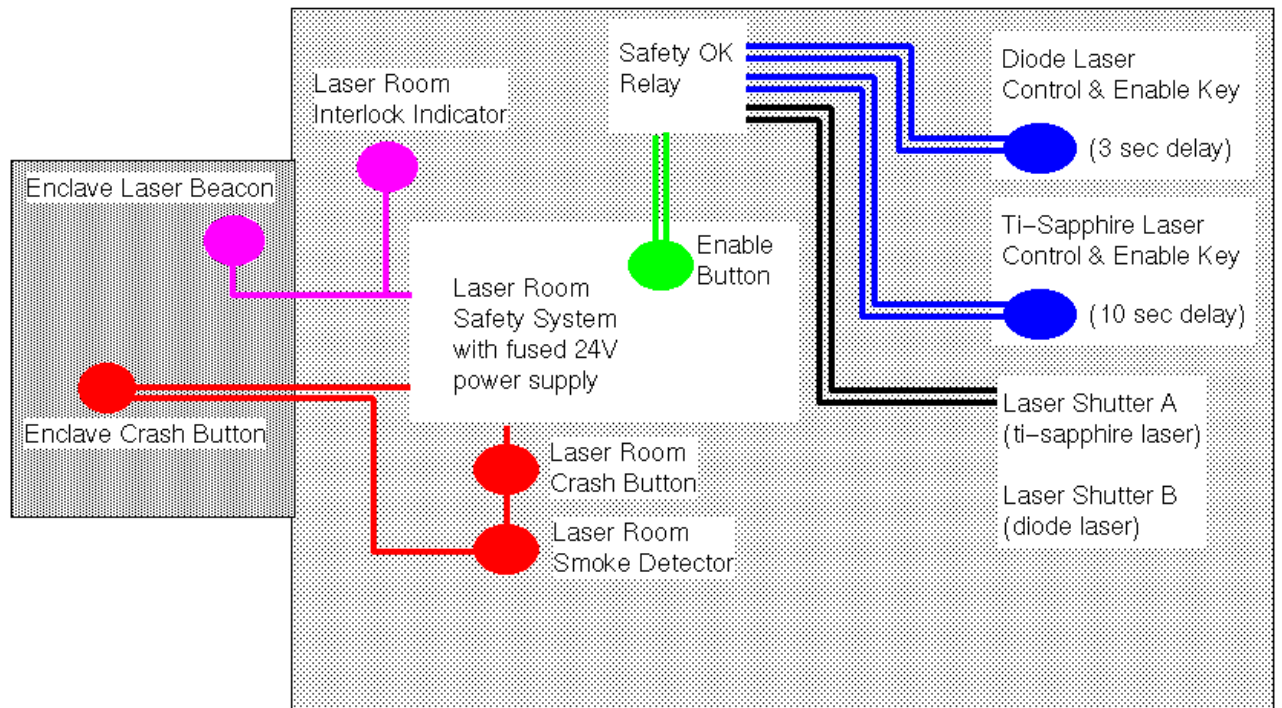 Safety OK
Relay
Diode Laser
Control & Enable Key
(3 sec delay)
Laser Room
Interlock Indicator
Enclave Laser Beacon
Ti-Sapphire Laser
Control & Enable Key
(10 sec delay)
Enable
Button
Laser Room
Safety System
with fused 24V
power supply
Enclave Crash Button
Laser Shutter A
(ti-sapphire laser)
Laser Shutter B
(diode laser)
Laser Room
Crash Button
Laser Room
Smoke Detector